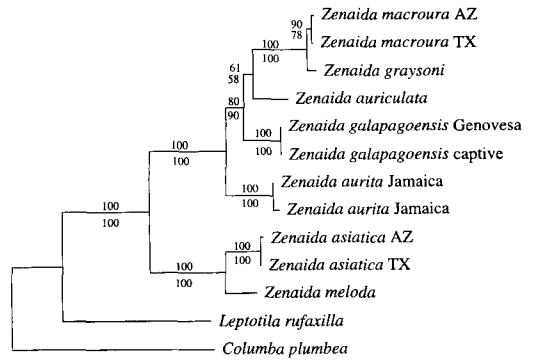 90
Zenaida macroura AZ
100
78
Zenaida macroura TX
61
100
Zenaida graysoni
58
80
Zenaida auriculata
90
100
Zenaida galapagoensis Genovesa
100
100
Zenaida galapagoensis captive
100
100
Zenaida aurita Jamaica
100
Zenaida aurita Jamaica
100
100
Zenaida asiatica AZ
100
100
100
Zenaida asiatica TX
100
Zenaida meloda
Leptotila rufaxilla
Columba plumbea